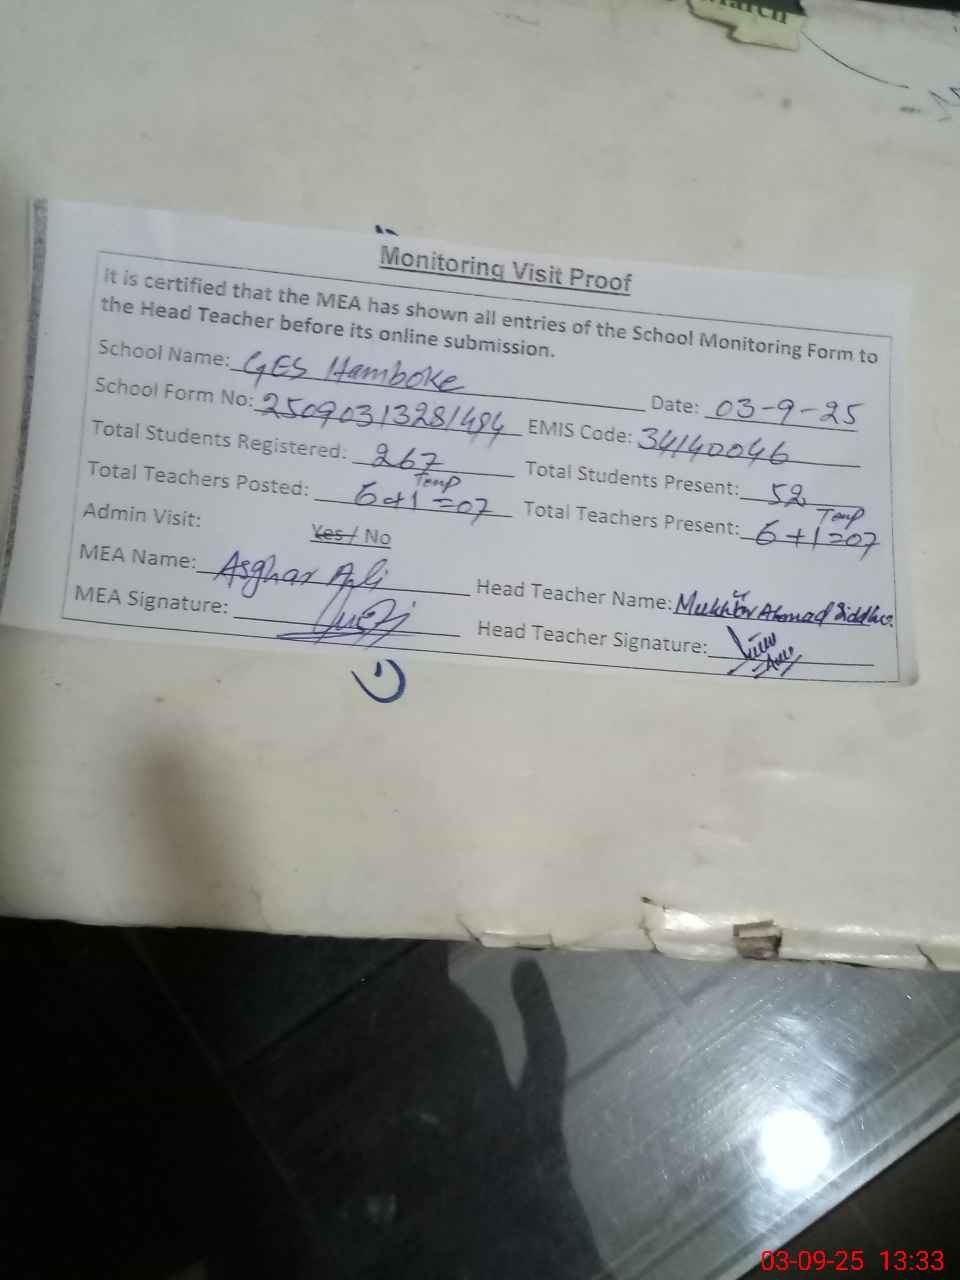 March
Monitoring Visit Proof
It is certified that the MEA has shown all entries of the School Monitoring Form to
the Head Teacher before its online submission.
School Name: GES Hamboke Date: 03-9-25
School Form No: 25090313281494 EMIS Code: 34140046
Total Students Registered: 267 Total Students Present: 52
Total Teachers Posted: 6+1=07 Temp Total Teachers Present: 6+1=07 Temp
Admin Visit: Yes / No
MEA Name: Asghar Ali Head Teacher Name: Mukhtar Ahmad Siddhu
MEA Signature: Head Teacher Signature:
03-09-25 13:33